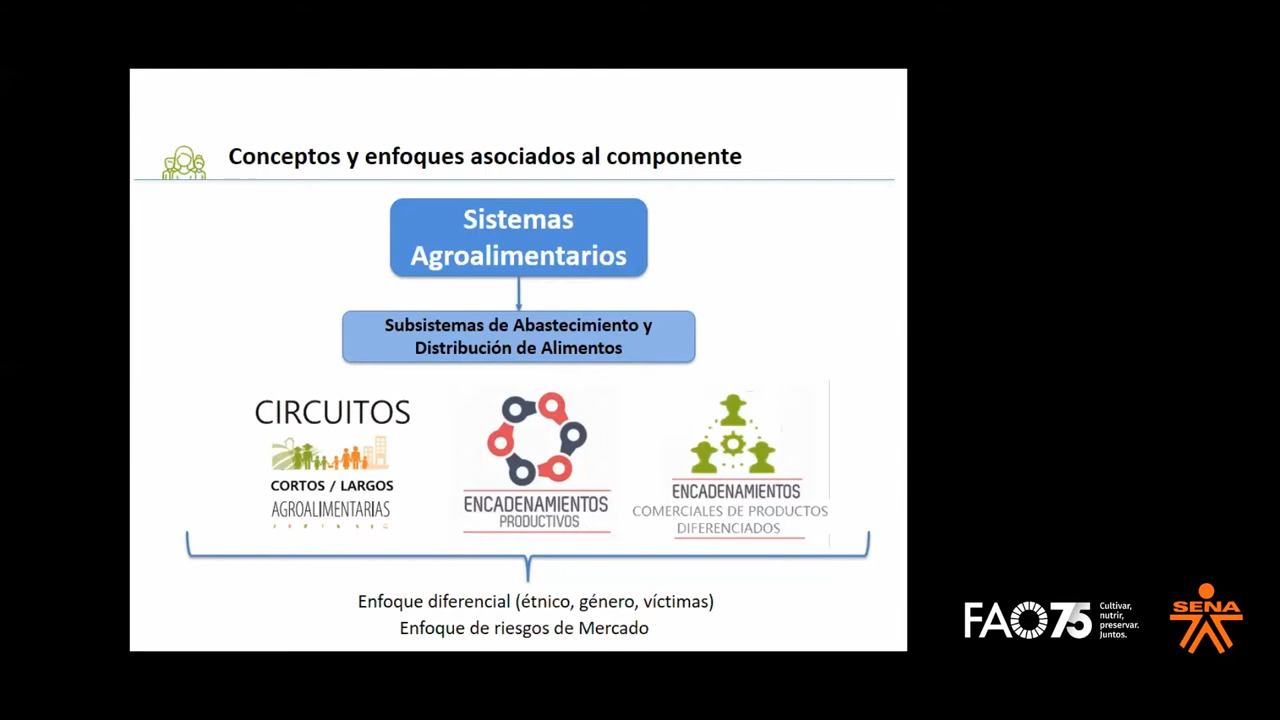 Conceptos y enfoques asociados al componente
Sistemas
Agroalimentarios
Subsistemas de Abastecimiento y
Distribución de Alimentos
CIRCUITOS
CORTOS / LARGOS
AGROALIMENTARIAS
ENCADENAMIENTOS
PRODUCTIVOS
ENCADENAMIENTOS
COMERCIALES DE PRODUCTOS
DIFERENCIADOS
Enfoque diferencial (étnico, género, víctimas)
Enfoque de riesgos de Mercado
FAO75
Cultivar,
nutrir,
preservar.
Juntos.
SENA